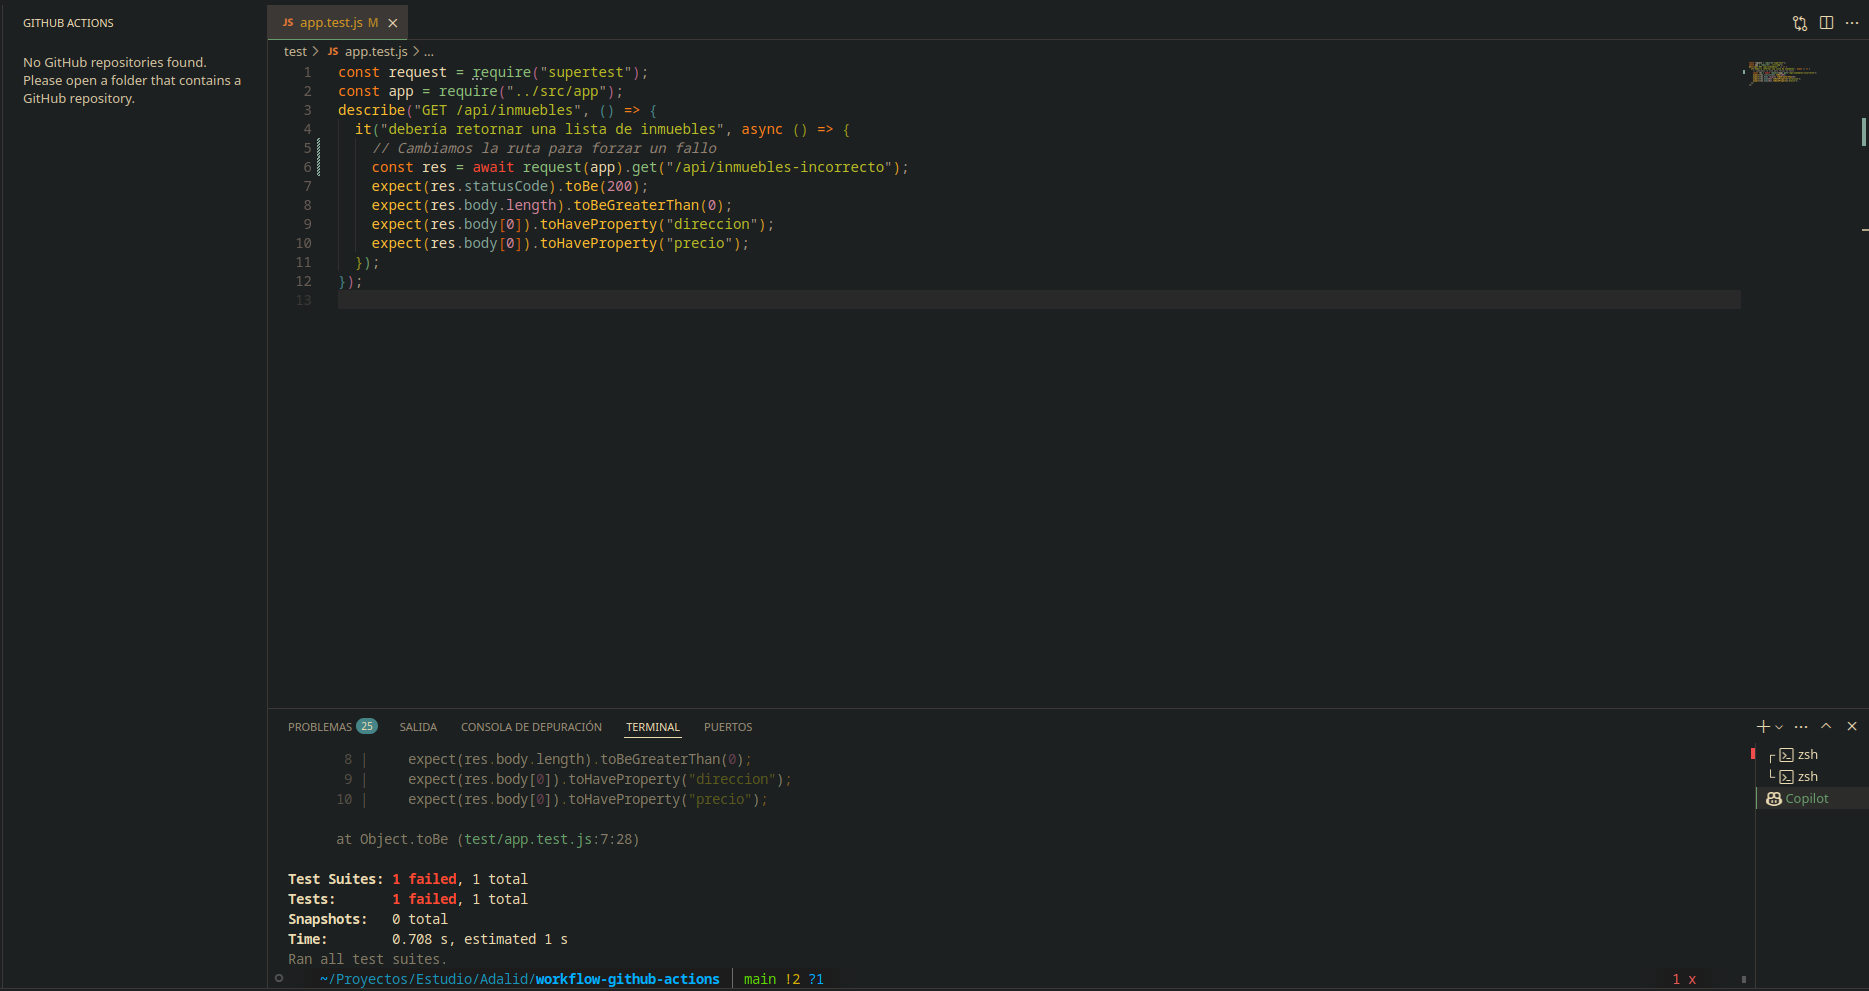 GITHUB ACTIONS
No GitHub repositories found.
Please open a folder that contains a
GitHub repository.
JS app.test.js M
test > JS app.test.js > ...
1 const request = require("supertest");
2 const app = require("../src/app");
3 describe("GET /api/inmuebles", () => {
4 it("debería retornar una lista de inmuebles", async () => {
5 // Cambiamos la ruta para forzar un fallo
6 const res = await request(app).get("/api/inmuebles-incorrecto");
7 expect(res.statusCode).toBe(200);
8 expect(res.body.length).toBeGreaterThan(0);
9 expect(res.body[0]).toHaveProperty("direccion");
10 expect(res.body[0]).toHaveProperty("precio");
11 });
12 });
13
PROBLEMAS 25 SALIDA CONSOLA DE DEPURACIÓN TERMINAL PUERTOS
8 | expect(res.body.length).toBeGreaterThan(0);
9 | expect(res.body[0]).toHaveProperty("direccion");
10 | expect(res.body[0]).toHaveProperty("precio");
at Object.toBe (test/app.test.js:7:28)
Test Suites: 1 failed, 1 total
Tests: 1 failed, 1 total
Snapshots: 0 total
Time: 0.708 s, estimated 1 s
Ran all test suites.
~/Proyectos/Estudio/Adalid/workflow-github-actions main !2 ?1 1 x
zsh
zsh
Copilot